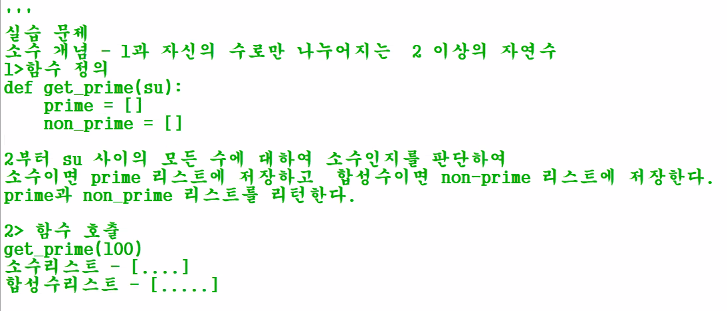 '''
실습 문제
소수 개념 - 1과 자신의 수로만 나누어지는 2 이상의 자연수
1>함수 정의
def get_prime(su):
    prime = []
    non_prime = []
2부터 su 사이의 모든 수에 대하여 소수인지를 판단하여
소수이면 prime 리스트에 저장하고 합성수이면 non-prime 리스트에 저장한다.
prime과 non_prime 리스트를 리턴한다.
2> 함수 호출
get_prime(100)
소수리스트 - [....]
합성수리스트 - [.....]